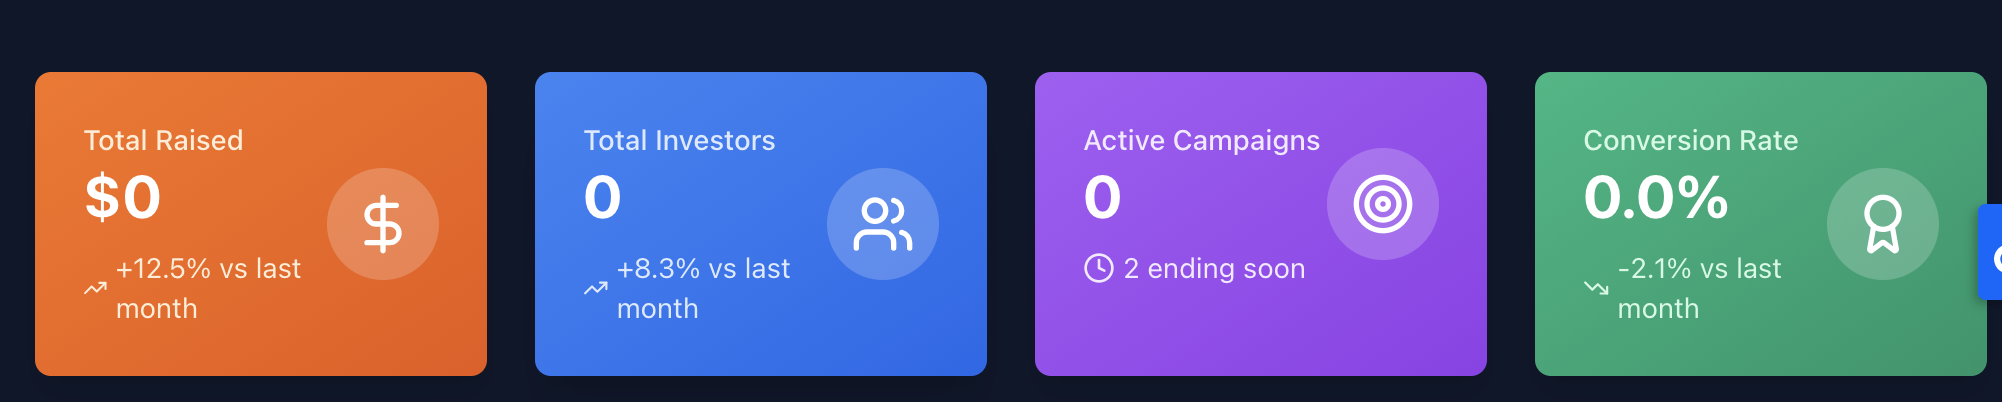 Total Raised
$0
+12.5% vs last
month
Total Investors
0
+8.3% vs last
month
Active Campaigns
0
2 ending soon
Conversion Rate
0.0%
-2.1% vs last
month